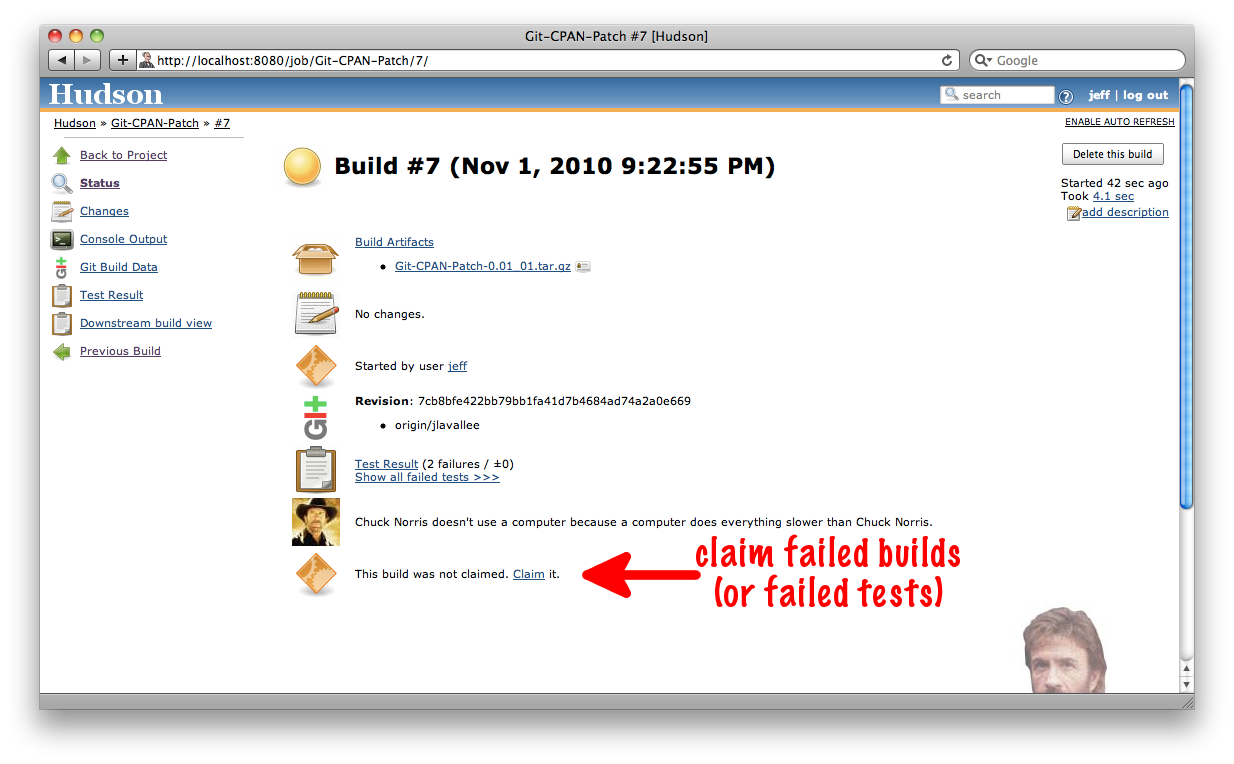 Git-CPAN-Patch #7 [Hudson]
http://localhost:8080/job/Git-CPAN-Patch/7/
Google
Hudson
search
?
jeff | log out
Hudson » Git-CPAN-Patch » #7
ENABLE AUTO REFRESH
Back to Project
Status
Changes
Console Output
Git Build Data
Test Result
Downstream build view
Previous Build
Build #7 (Nov 1, 2010 9:22:55 PM)
Delete this build
Started 42 sec ago
Took 4.1 sec
add description
Build Artifacts
• Git-CPAN-Patch-0.01_01.tar.gz
No changes.
Started by user jeff
git
Revision: 7cb8bfe422bb79bb1fa41d7b4684ad74a2a0e669
• origin/jlavallee
Test Result (2 failures / ±0)
Show all failed tests >>>
Chuck Norris doesn't use a computer because a computer does everything slower than Chuck Norris.
This build was not claimed. Claim it.
claim failed builds
(or failed tests)